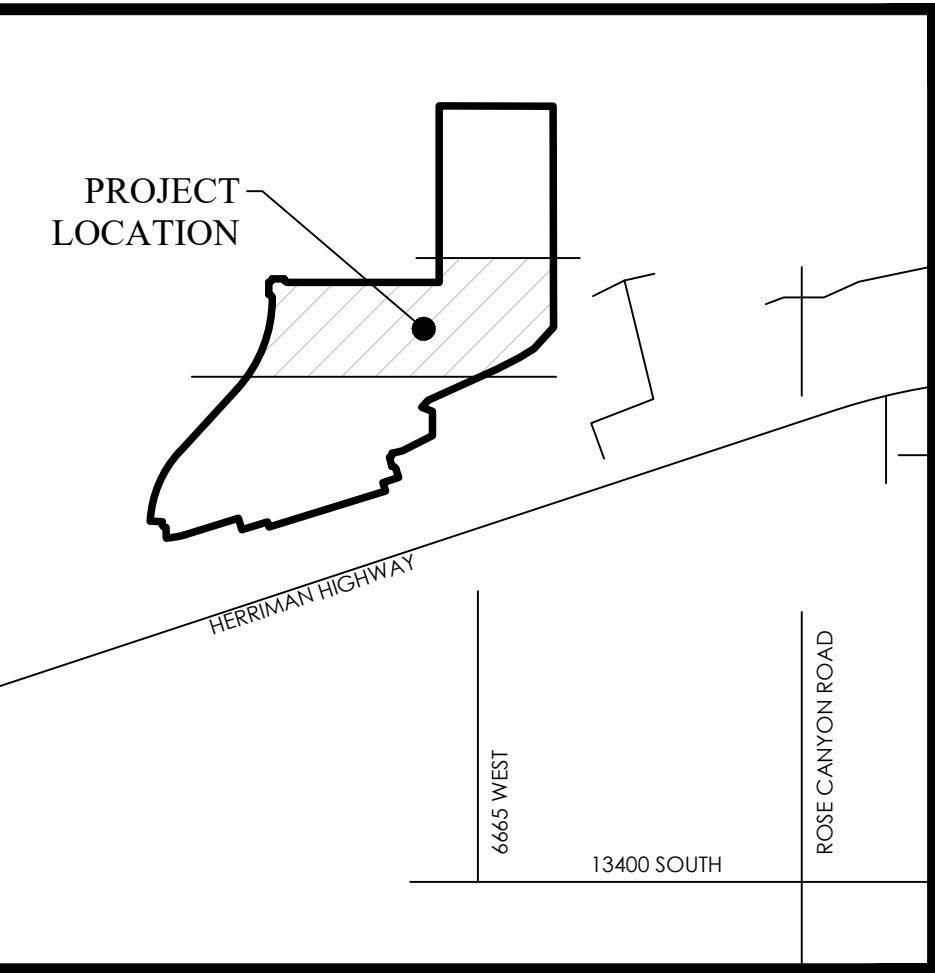 PROJECT
LOCATION
HERRIMAN HIGHWAY
6665 WEST
ROSE CANYON ROAD
13400 SOUTH